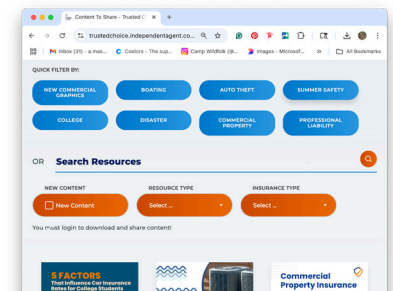 Content To Share - Trusted C
trustedchoice.independentagent.com...
Inbox (31) - a.mas...
Coolors - The sup...
Camp Wildfolk (@...
Images - Microsof...
All Bookmarks
QUICK FILTER BY:
NEW COMMERCIAL GRAPHICS
BOATING
AUTO THEFT
SUMMER SAFETY
COLLEGE
DISASTER
COMMERCIAL PROPERTY
PROFESSIONAL LIABILITY
OR Search Resources
NEW CONTENT
RESOURCE TYPE
INSURANCE TYPE
New Content
Select ...
Select ...
You must login to download and share content!
5 FACTORS
That Influence Car Insurance
Rates for College Students
Commercial
Property Insurance